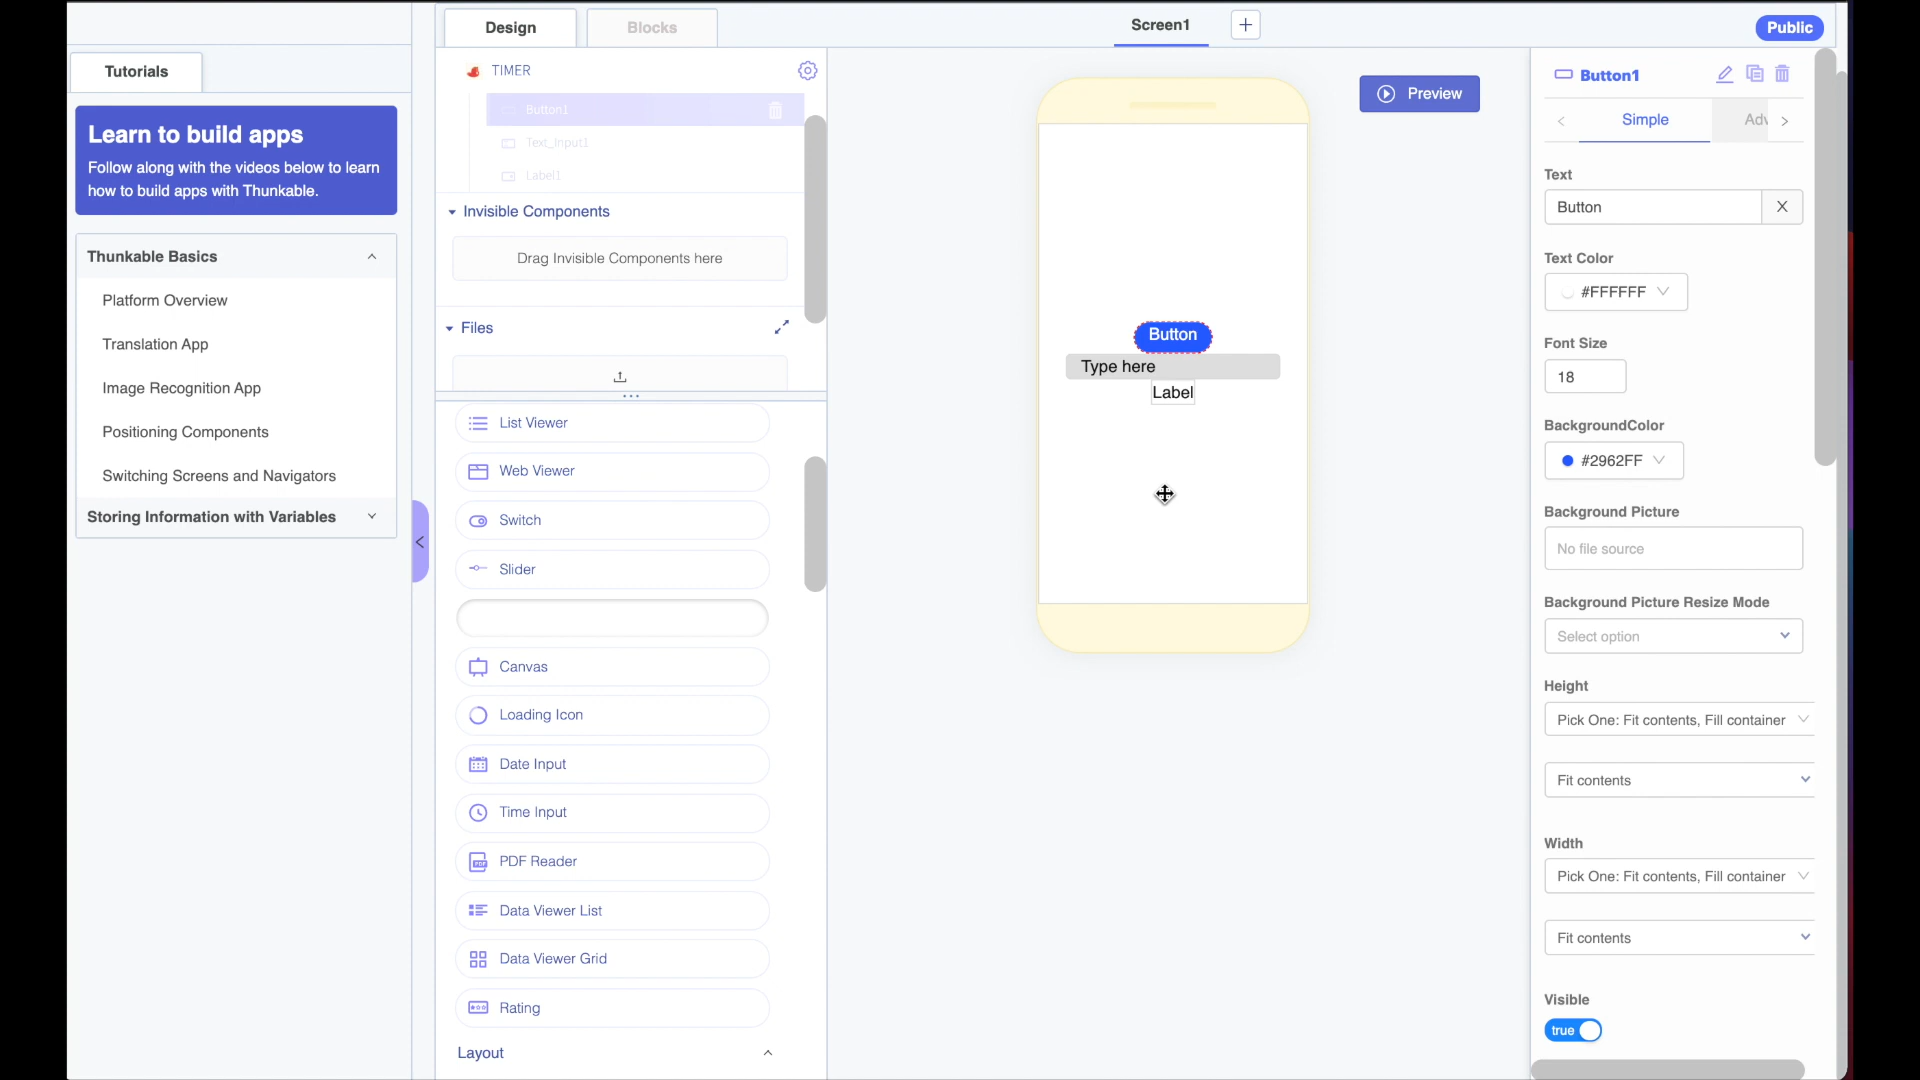 Design
Blocks
Screen1
Public
Tutorials
Learn to build apps
Follow along with the videos below to learn
how to build apps with Thunkable.
Thunkable Basics
Platform Overview
Translation App
Image Recognition App
Positioning Components
Switching Screens and Navigators
Storing Information with Variables
TIMER
Button1
Text_Input1
Label1
Invisible Components
Drag Invisible Components here
Files
List Viewer
Web Viewer
Switch
Slider
Canvas
Loading Icon
Date Input
Time Input
PDF Reader
Data Viewer List
Data Viewer Grid
Rating
Layout
Preview
Button
Type here
Label
Button1
Simple
Adv
Text
Button
X
Text Color
#FFFFFF
Font Size
18
BackgroundColor
#2962FF
Background Picture
No file source
Background Picture Resize Mode
Select option
Height
Pick One: Fit contents, Fill container
Fit contents
Width
Pick One: Fit contents, Fill container
Fit contents
Visible
true